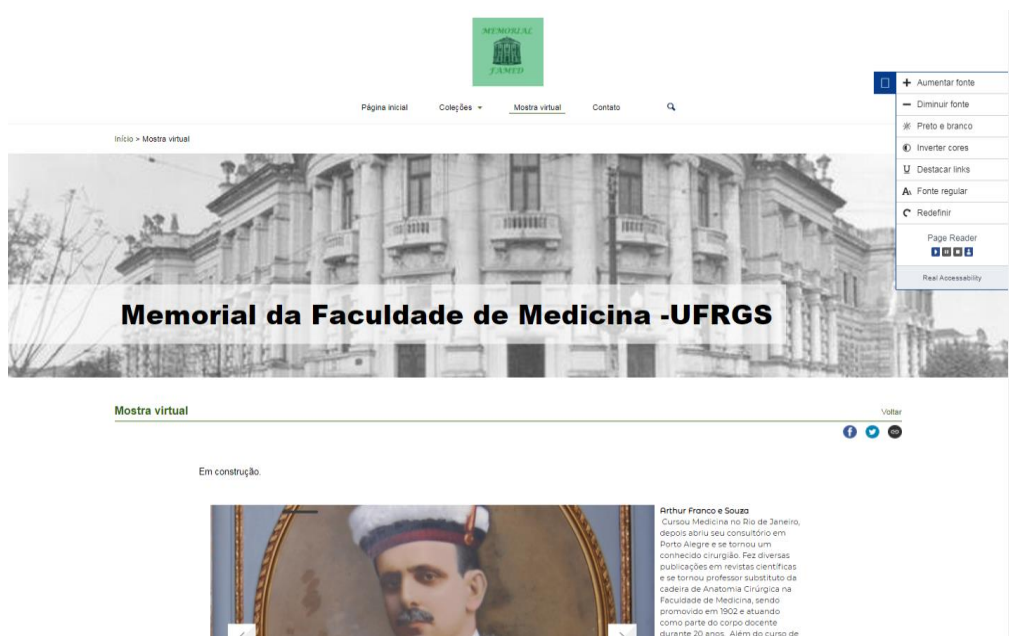 MEMORIAL
FAMED
Página inicial
Coleções
Mostra virtual
Contato
Aumentar fonte
Diminuir fonte
Preto e branco
Inverter cores
Destacar links
Fonte regular
Redefinir
Page Reader
Real Accessability
Início > Mostra virtual
Memorial da Faculdade de Medicina -UFRGS
Mostra virtual
Voltar
Em construção.
Arthur Franco e Souza
Cursou Medicina no Rio de Janeiro,
depois abriu seu consultório em
Porto Alegre e se tornou um
conhecido cirurgião. Fez diversas
publicações em revistas científicas
e se tornou professor substituto da
cadeira de Anatomia Cirúrgica na
Faculdade de Medicina, sendo
promovido em 1902 e atuando
como parte do corpo docente
durante 20 anos. Além do curso de